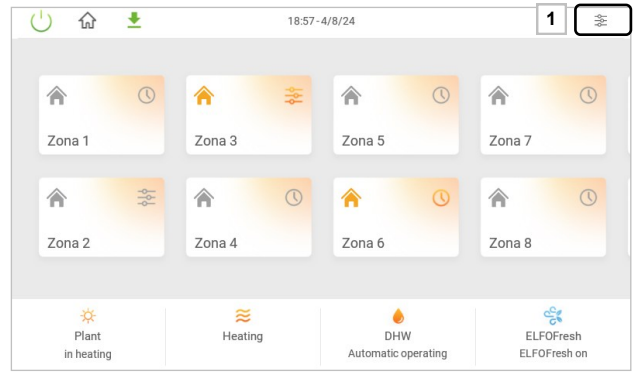 18:57-4/8/24
1
Zona 1
Zona 3
Zona 5
Zona 7
Zona 2
Zona 4
Zona 6
Zona 8
Plant
in heating
Heating
DHW
Automatic operating
ELFOFresh
ELFOFresh on